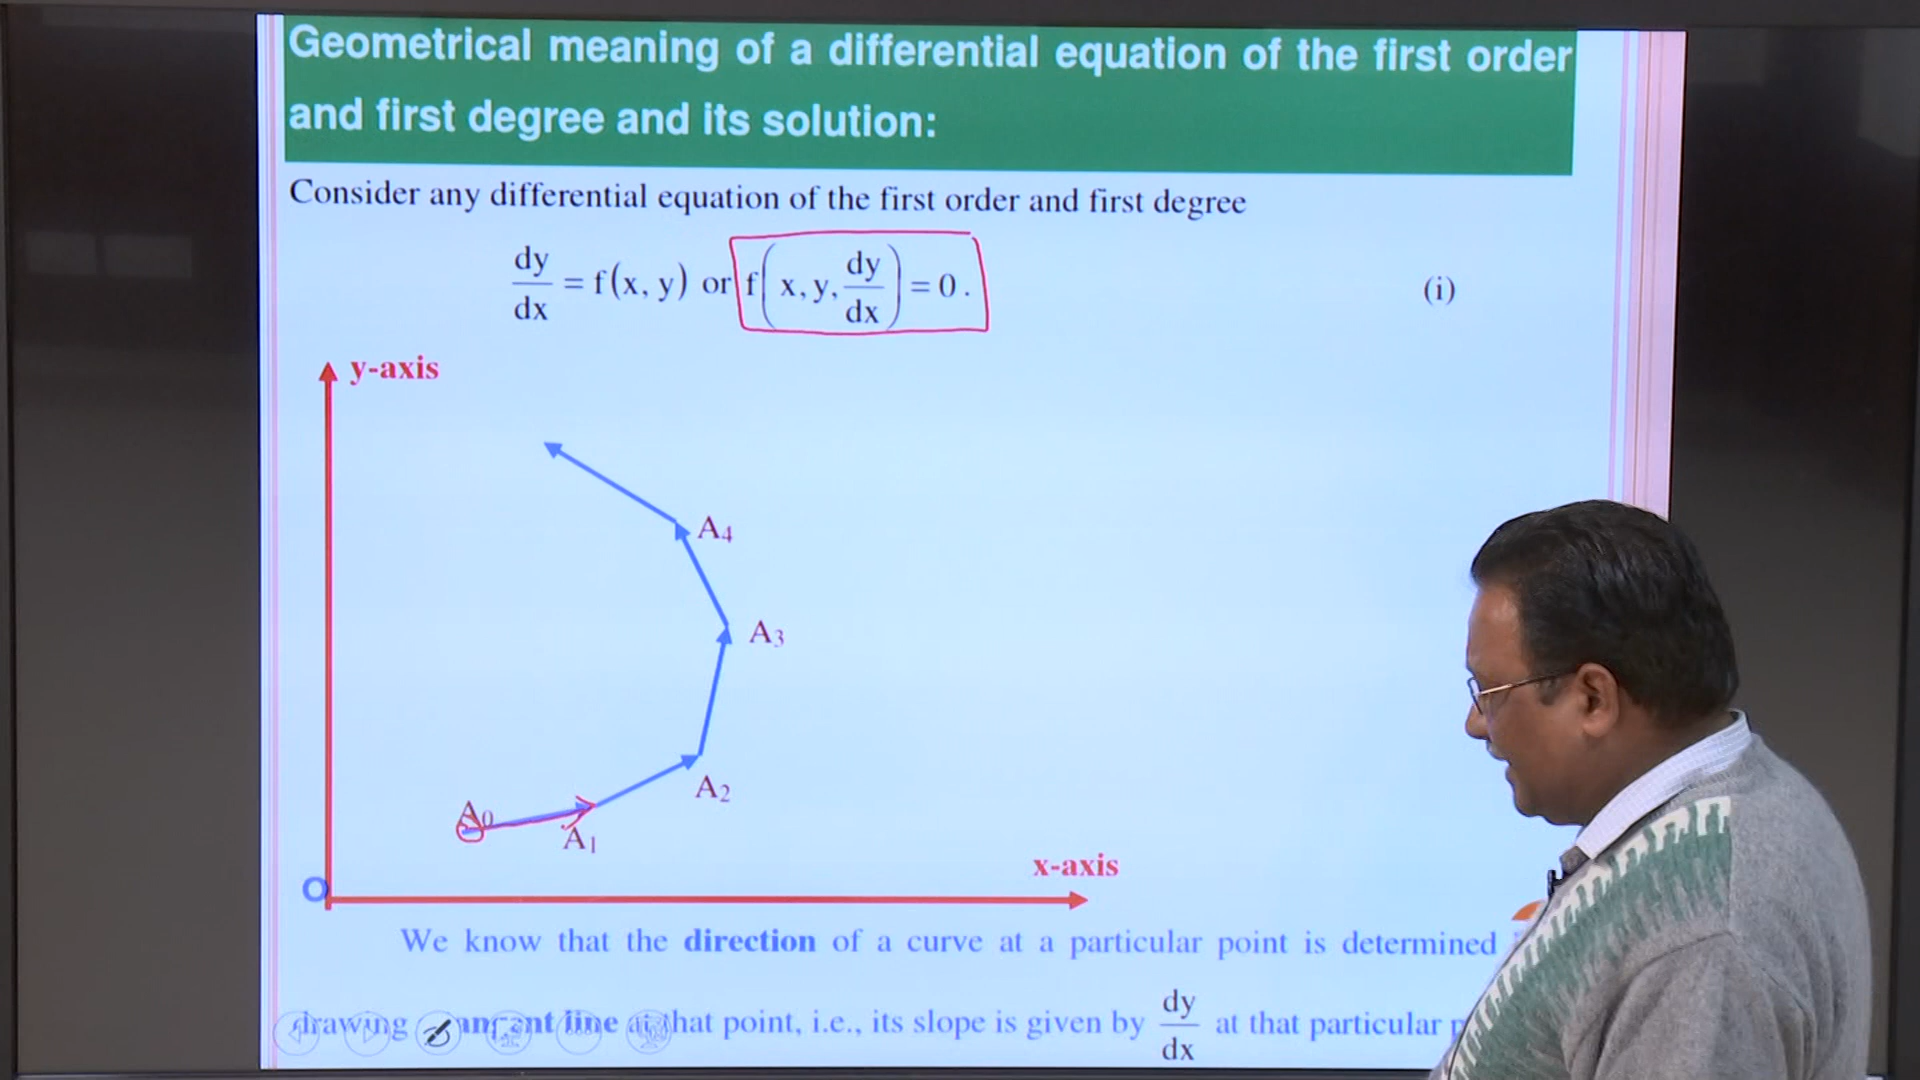 Geometrical meaning of a differential equation of the first order
and first degree and its solution:
Consider any differential equation of the first order and first degree
dy/dx = f(x, y) or f(x, y, dy/dx) = 0. (i)
y-axis
A4
A3
A2
A0
A1
x-axis
O
We know that the direction of a curve at a particular point is determined
drawing tangent line at that point, i.e., its slope is given by dy/dx at that particular